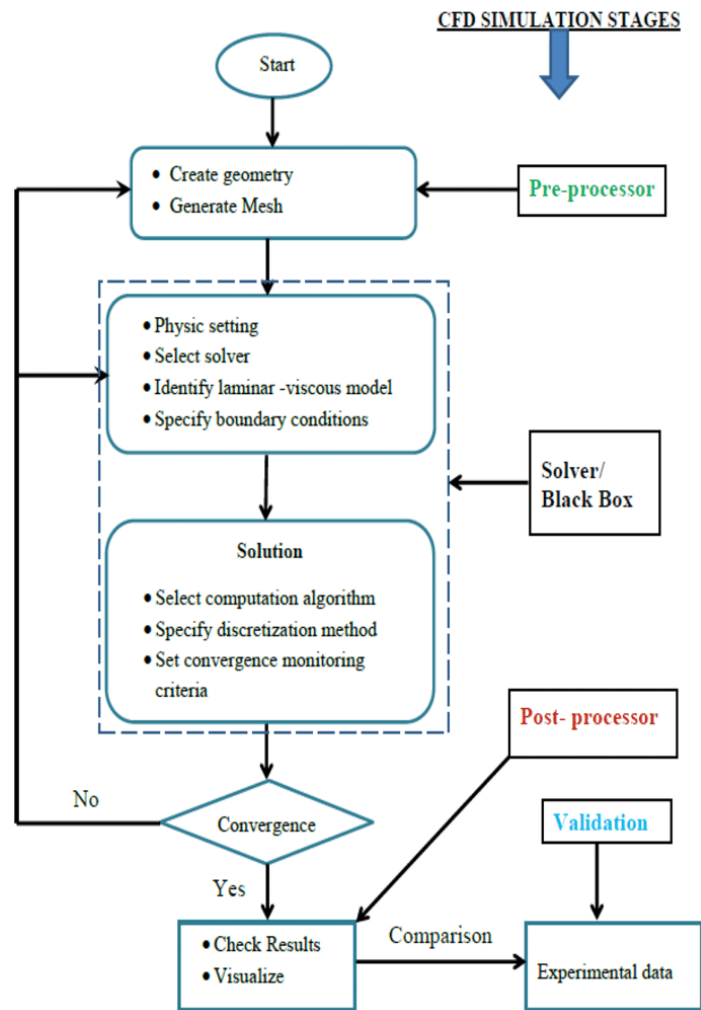 CFD SIMULATION STAGES
Start
• Create geometry
• Generate Mesh
Pre-processor
• Physic setting
• Select solver
• Identify laminar -viscous model
• Specify boundary conditions
Solver/
Black Box
Solution
• Select computation algorithm
• Specify discretization method
• Set convergence monitoring
criteria
Post- processor
No
Convergence
Validation
Yes
• Check Results
• Visualize
Comparison
Experimental data